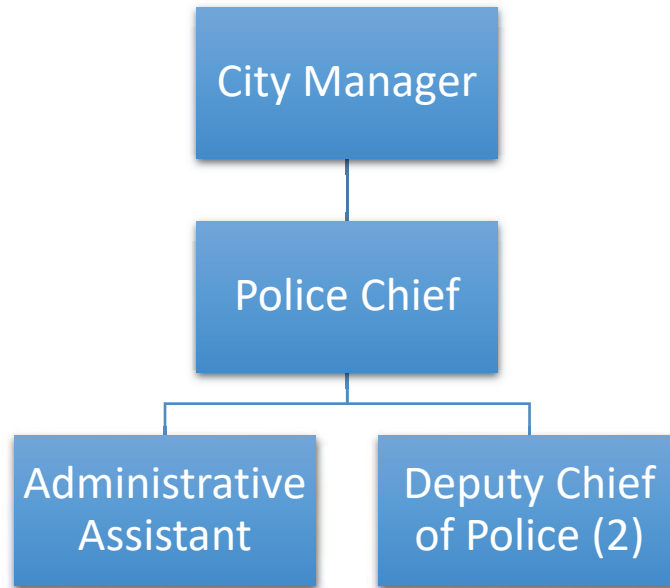 City Manager
Police Chief
Administrative
Assistant
Deputy Chief
of Police (2)